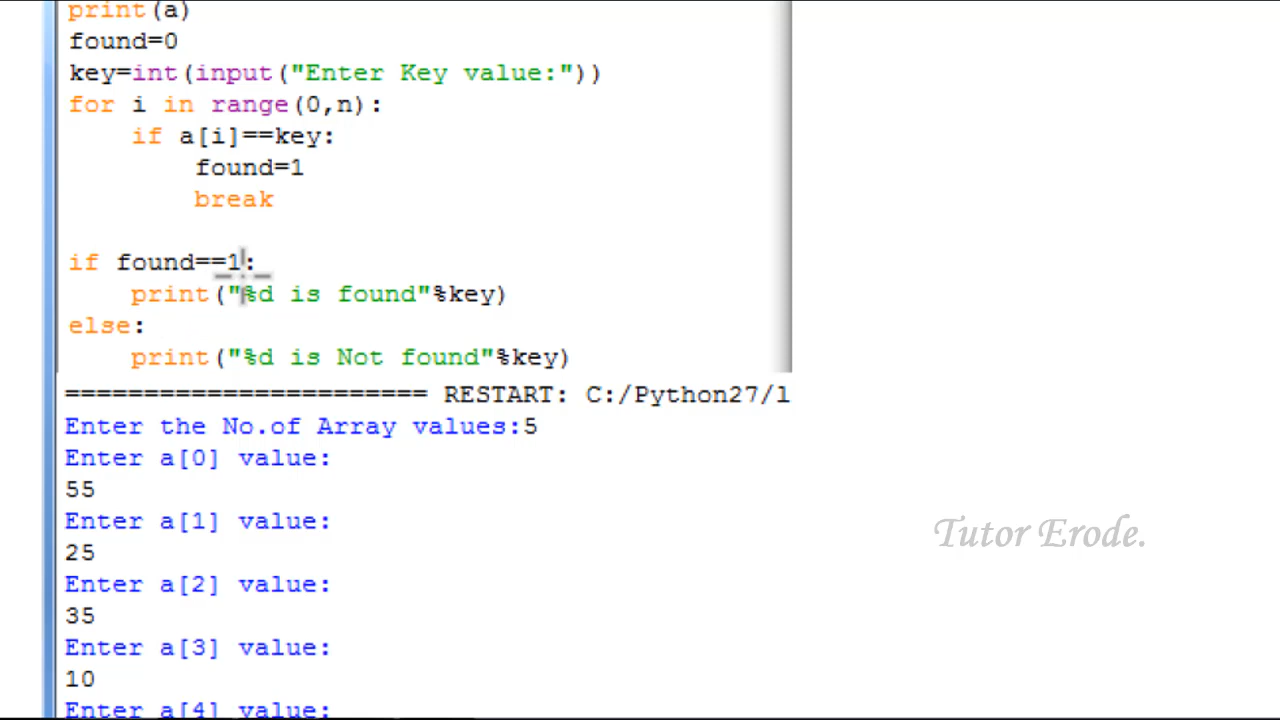 print(a)
found=0
key=int(input("Enter Key value:"))
for i in range(0,n):
    if a[i]==key:
        found=1
        break
if found==1:
    print("%d is found"%key)
else:
    print("%d is Not found"%key)
======================= RESTART: C:/Python27/l
Enter the No.of Array values:5
Enter a[0] value:
55
Enter a[1] value:
25
Enter a[2] value:
35
Enter a[3] value:
10
Enter a[4] value:
Tutor Erode.